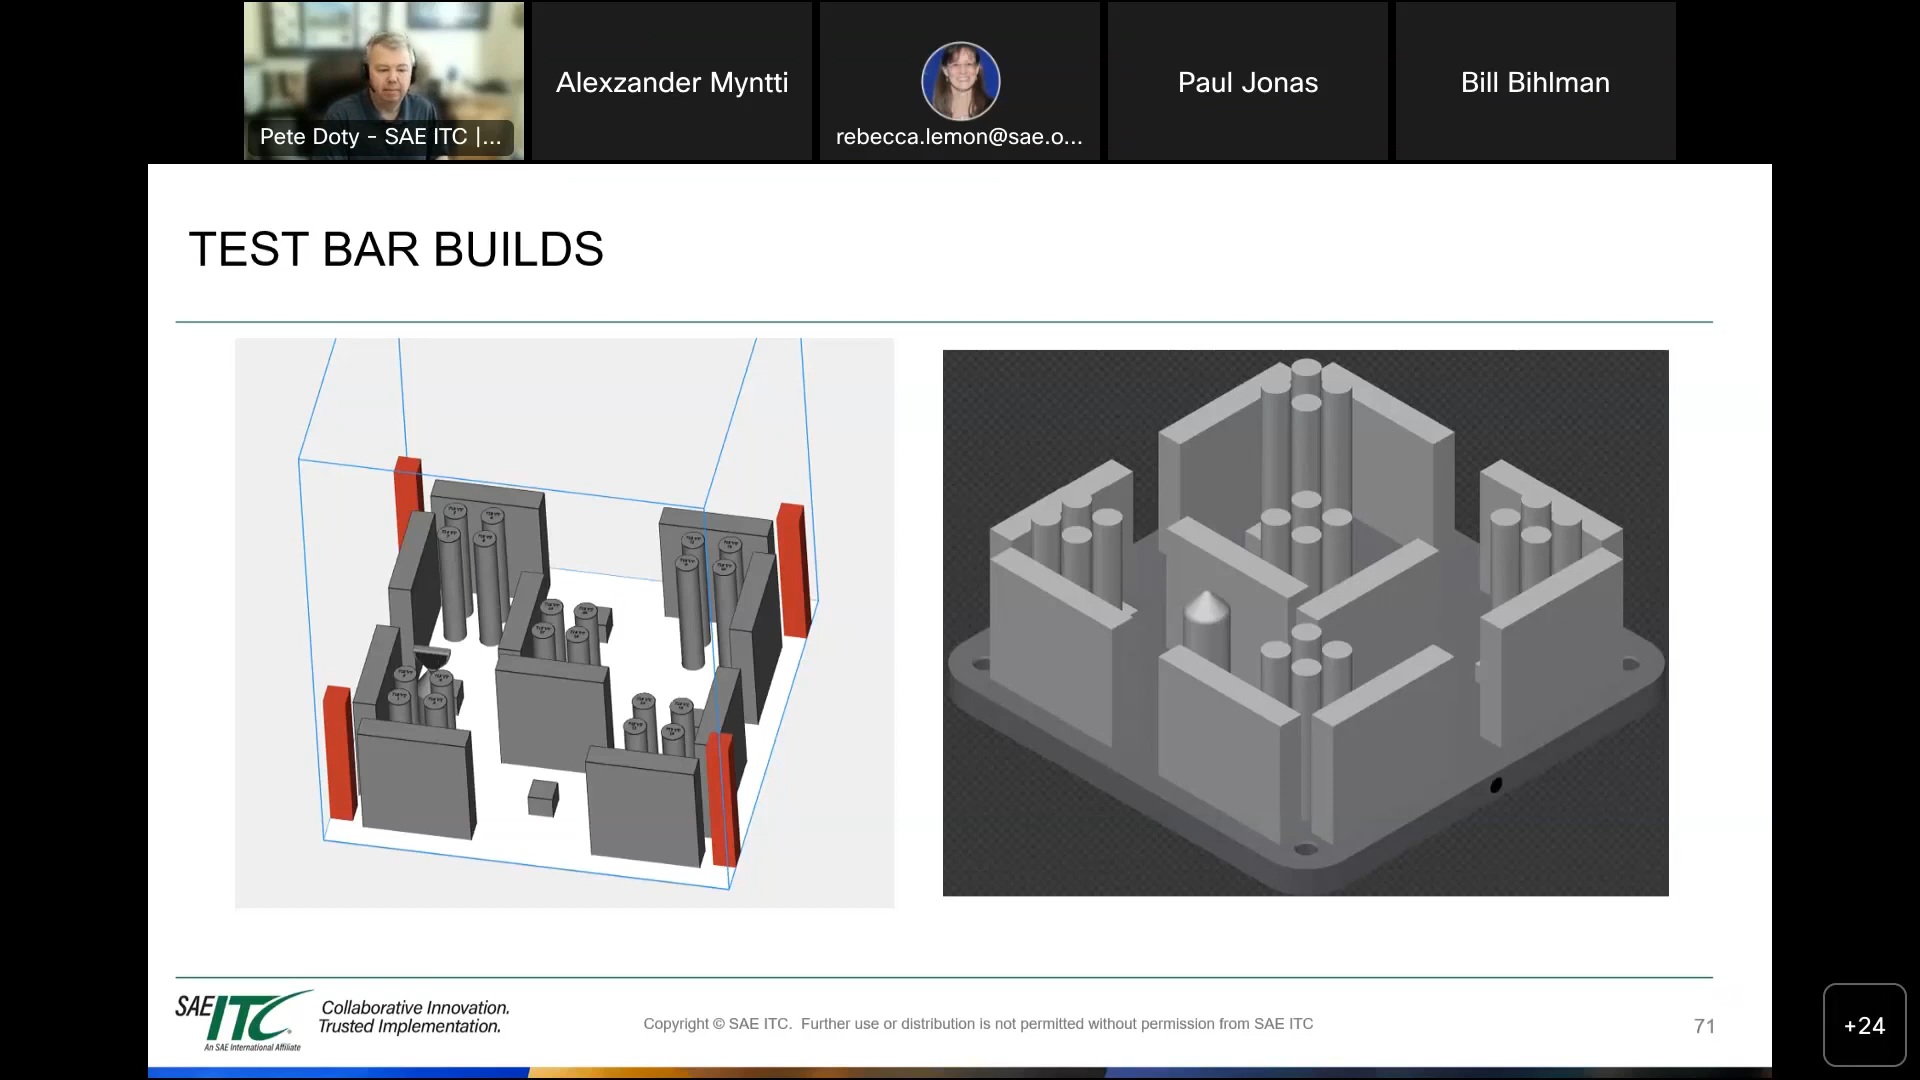 Pete Doty - SAE ITC |...
Alexzander Myntti
rebecca.lemon@sae.o...
Paul Jonas
Bill Bihlman
TEST BAR BUILDS
SAE ITC
An SAE International Affiliate
Collaborative Innovation.
Trusted Implementation.
Copyright © SAE ITC. Further use or distribution is not permitted without permission from SAE ITC
71
+24